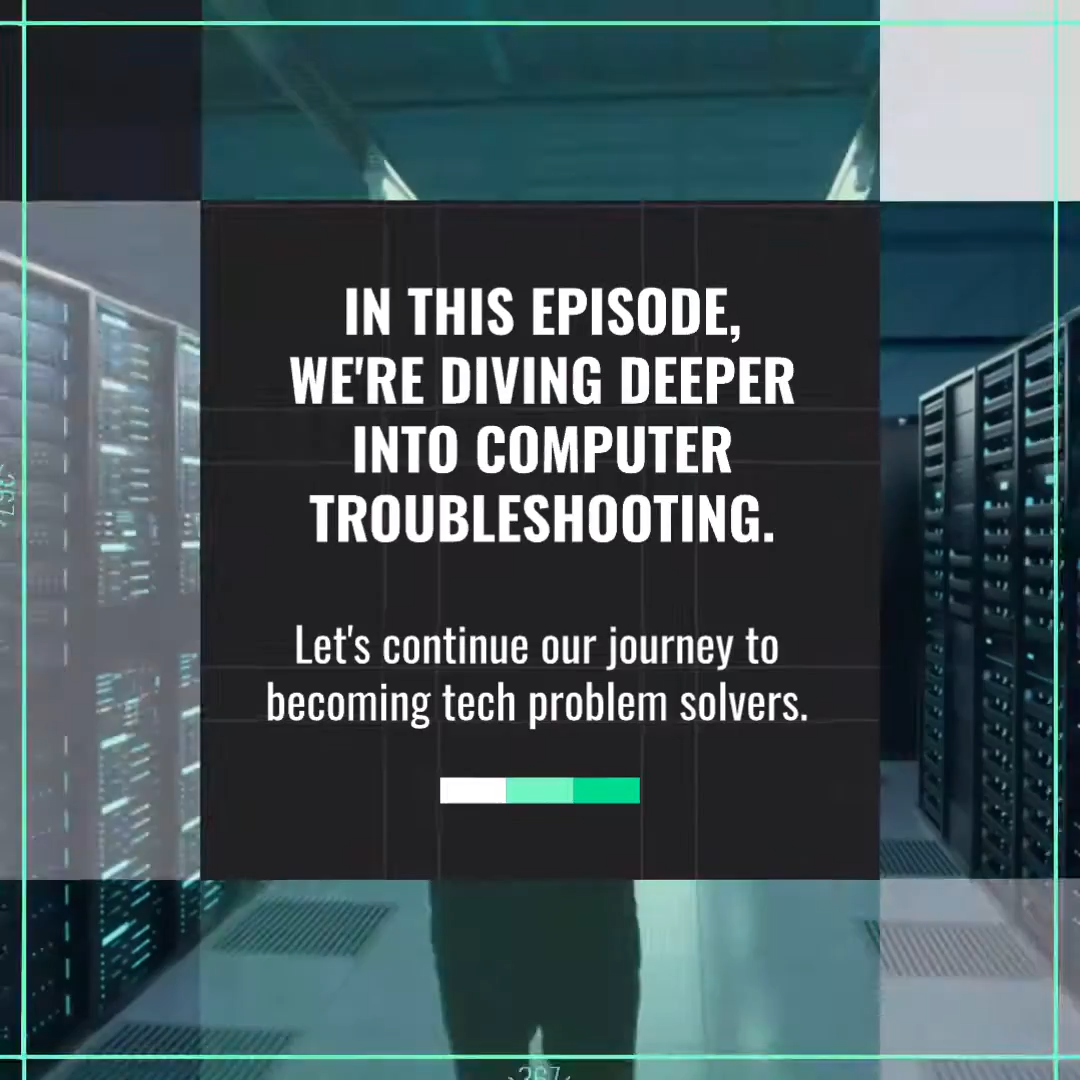 IN THIS EPISODE,
WE'RE DIVING DEEPER
INTO COMPUTER
TROUBLESHOOTING.
Let's continue our journey to
becoming tech problem solvers.